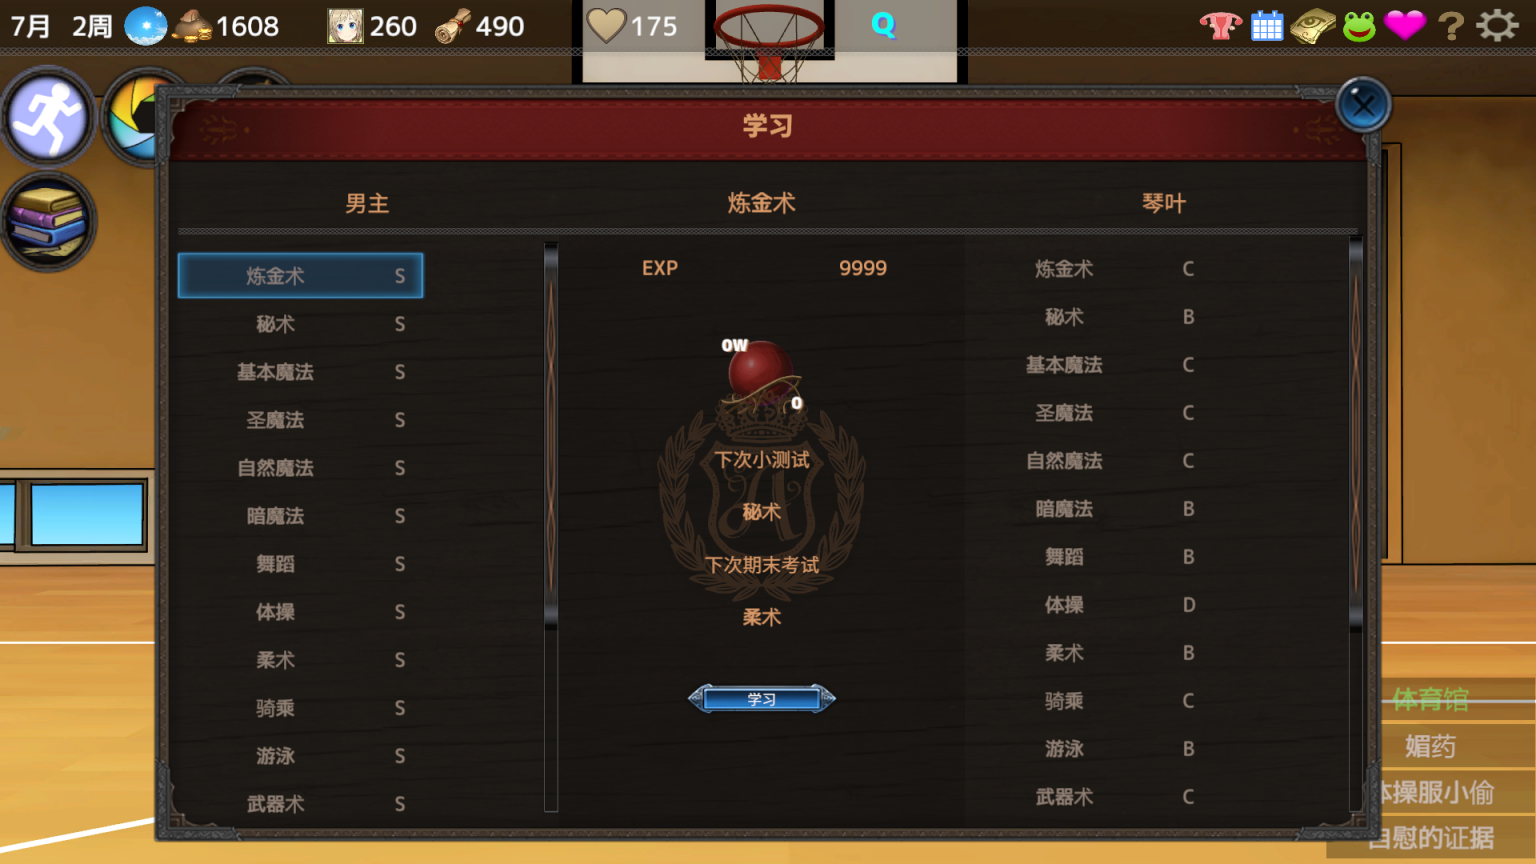 7月 2周 1608 260 490 175 Q ?
学习
男主 炼金术 琴叶
炼金术 S
秘术 S
基本魔法 S
圣魔法 S
自然魔法 S
暗魔法 S
舞蹈 S
体操 S
柔术 S
骑乘 S
游泳 S
武器术 S
EXP 9999
OW
O
下次小测试
秘术
下次期末考试
柔术
学习
炼金术 C
秘术 B
基本魔法 C
圣魔法 C
自然魔法 C
暗魔法 B
舞蹈 B
体操 D
柔术 B
骑乘 C
游泳 B
武器术 C
体育馆
媚药
体操服小偷
自慰的证据